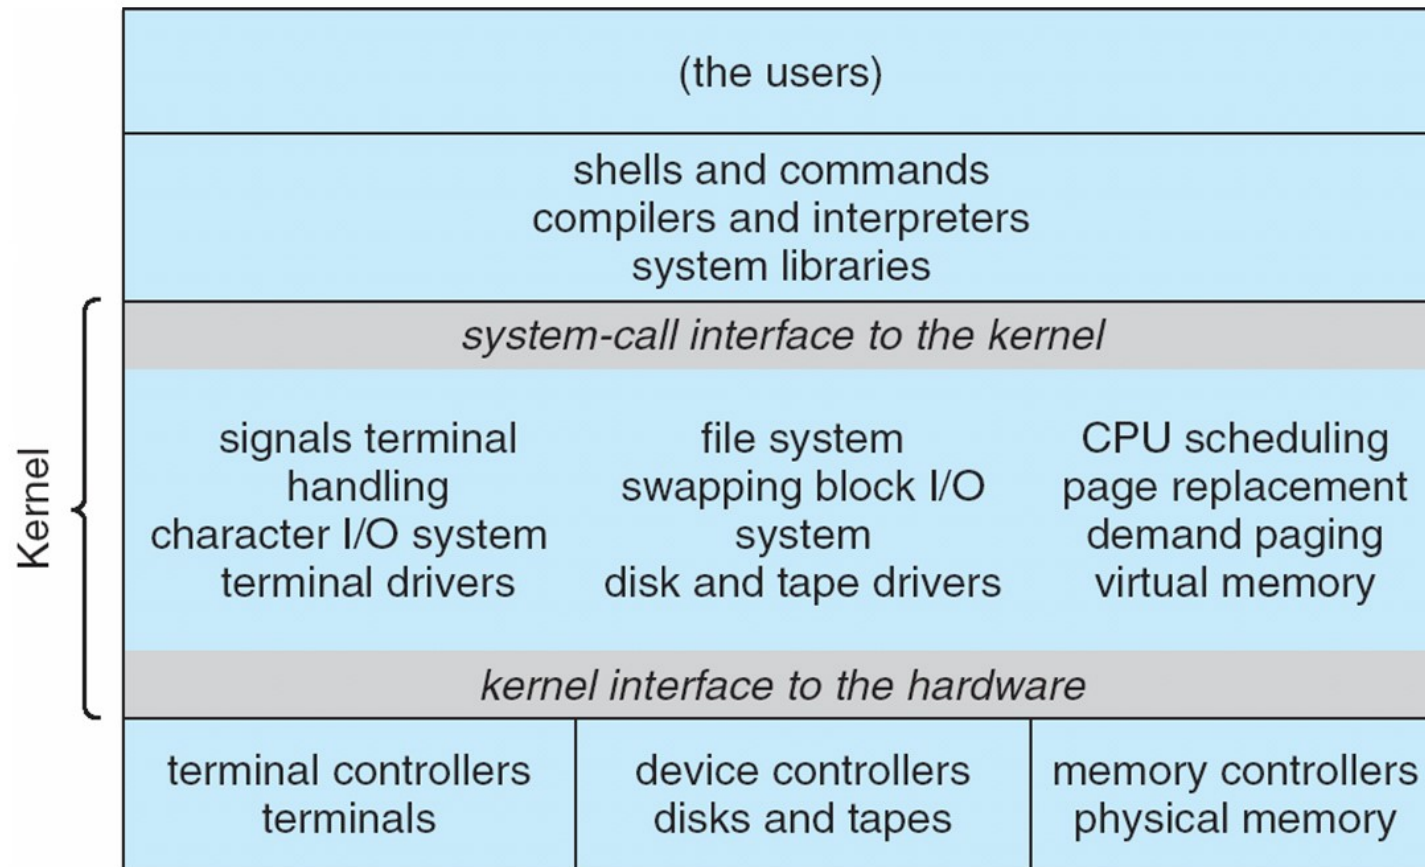 (the users)
shells and commands
compilers and interpreters
system libraries
Kernel
system-call interface to the kernel
signals terminal
handling
character I/O system
terminal drivers
file system
swapping block I/O
system
disk and tape drivers
CPU scheduling
page replacement
demand paging
virtual memory
kernel interface to the hardware
terminal controllers
terminals
device controllers
disks and tapes
memory controllers
physical memory